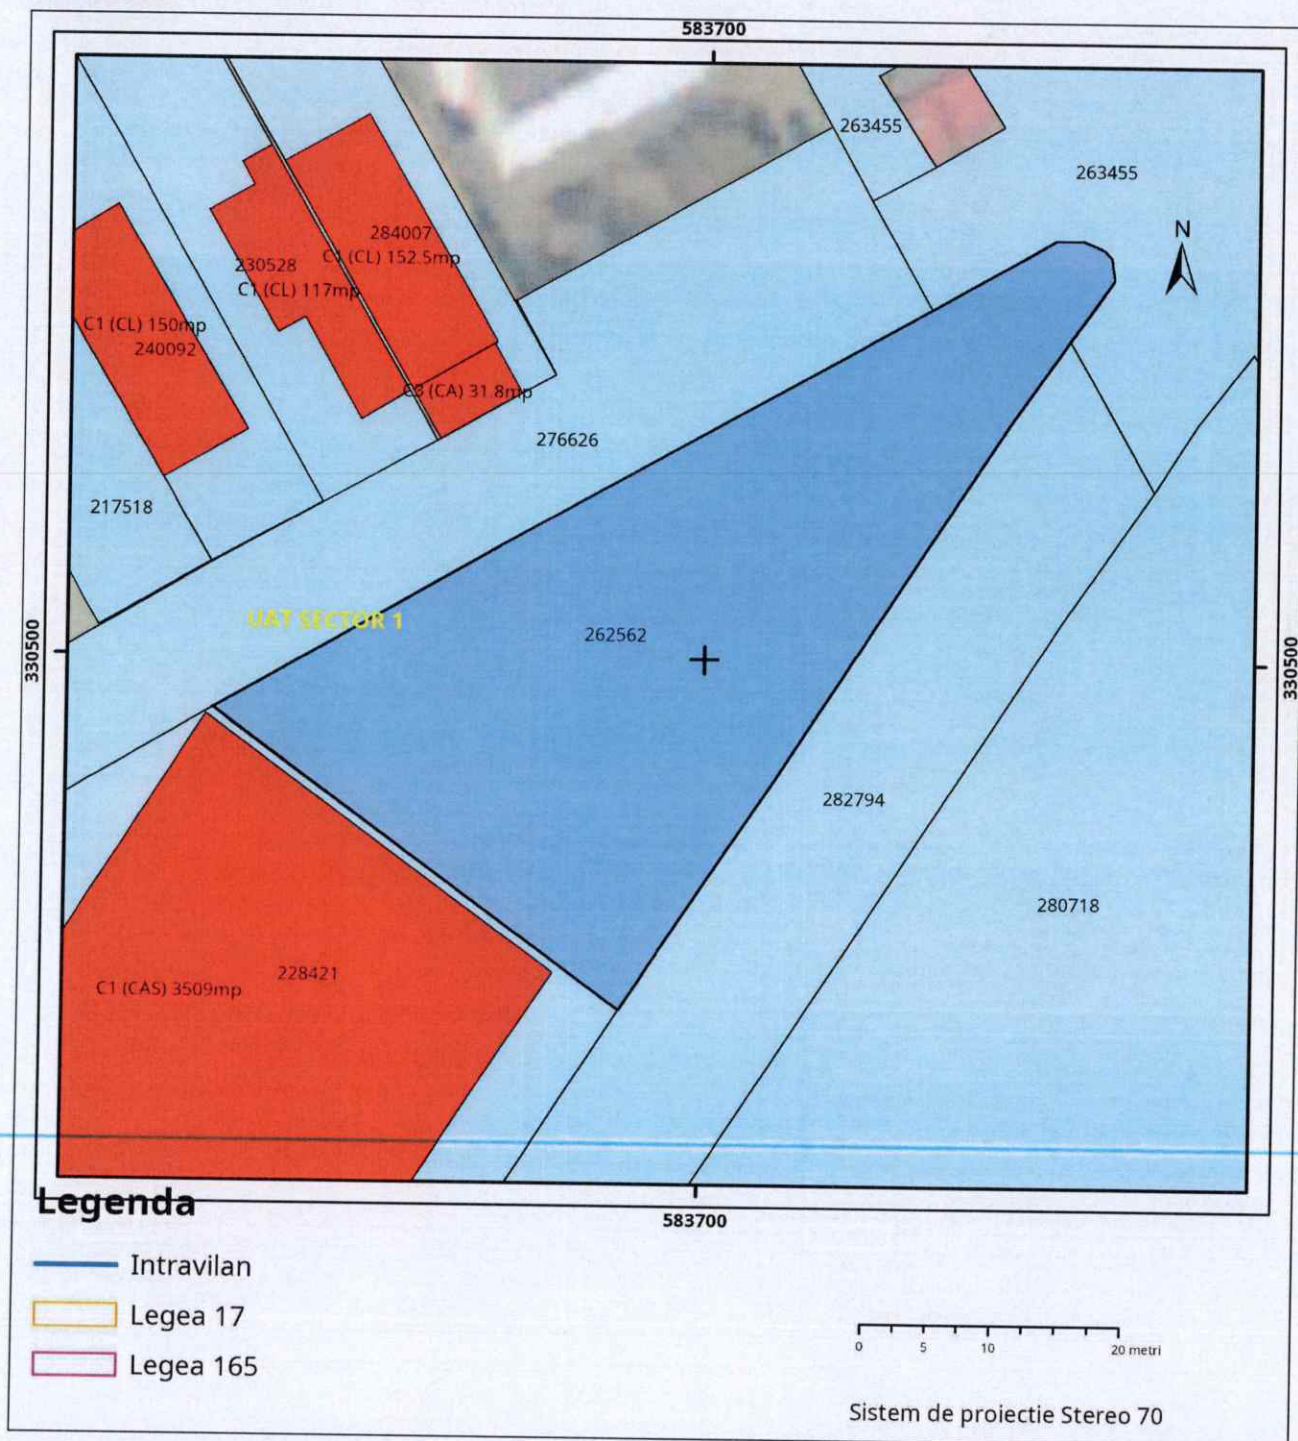 583700
263455
263455
N
284007
C1 (CL) 152.5mp
230528
C1 (CL) 117mp
C1 (CL) 150mp
240092
C3 (CA) 31.8mp
276626
217518
UAT SECTOR 1
262562
330500
330500
282794
280718
228421
C1 (CAS) 3509mp
583700
Legenda
Intravilan
Legea 17
Legea 165
0 5 10 20 metri
Sistem de proiectie Stereo 70